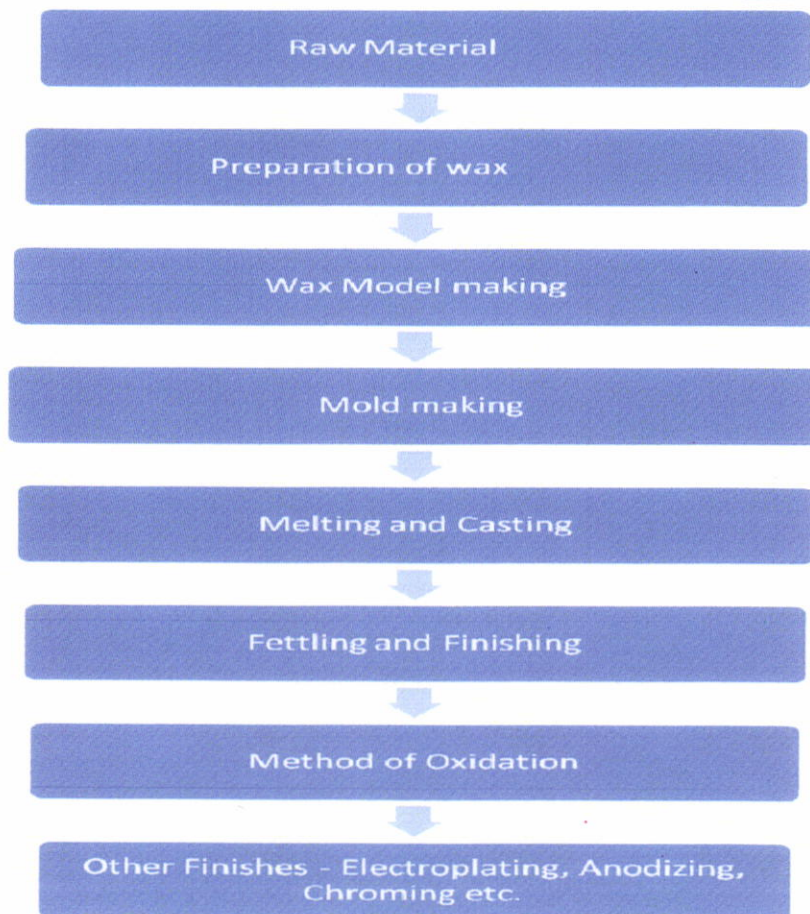 Raw Material
Preparation of wax
Wax Model making
Mold making
Melting and Casting
Fettling and Finishing
Method of Oxidation
Other Finishes - Electroplating, Anodizing,
Chroming etc.